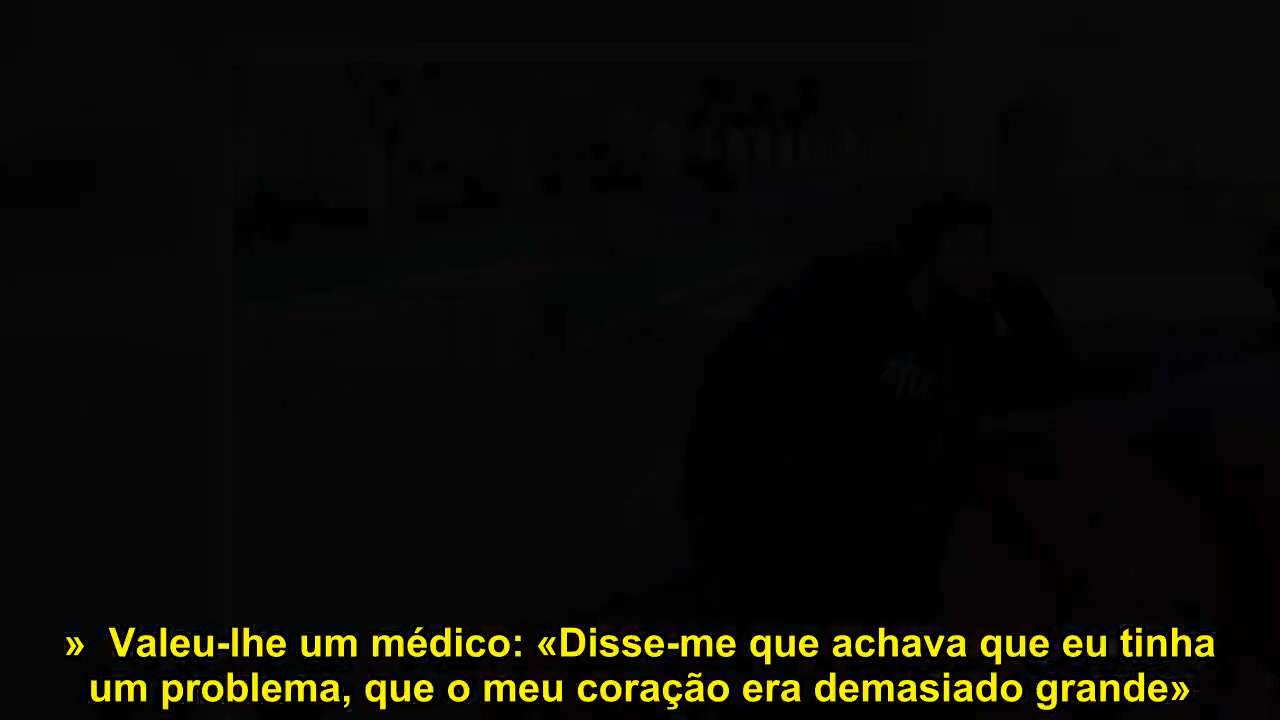 »  Valeu-lhe um médico: «Disse-me que achava que eu tinha
um problema, que o meu coração era demasiado grande»